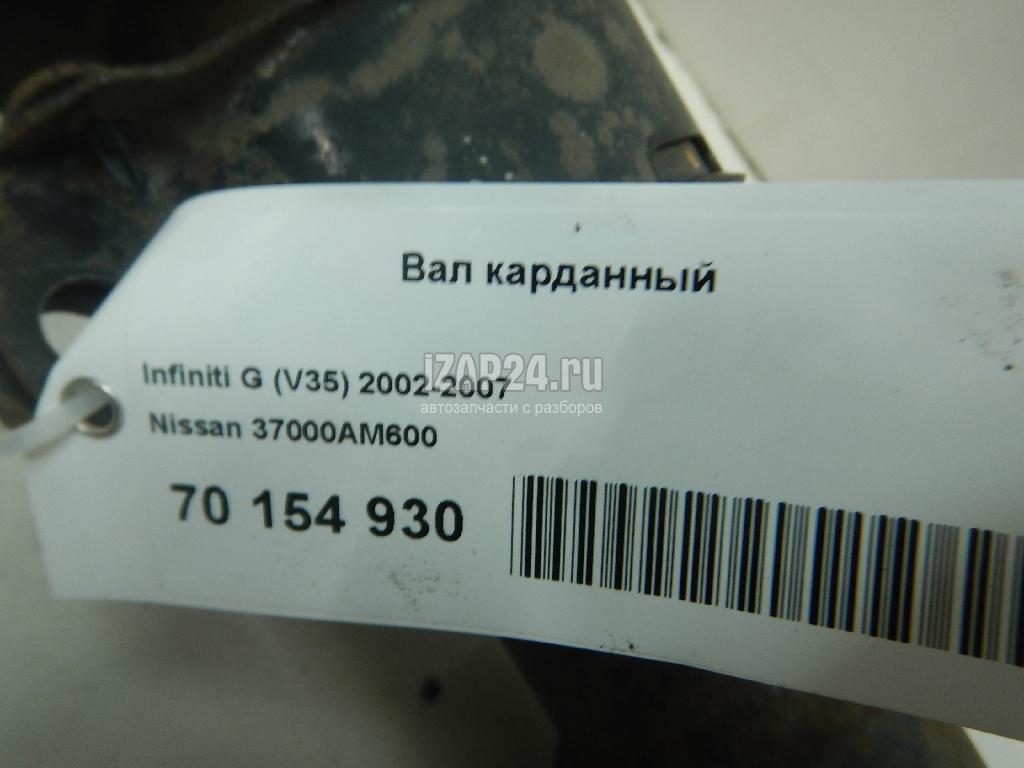 Вал карданный
Infiniti G (V35) 2002-2007
iZAP24.ru
автозапчасти с разборов
Nissan 37000AM600
70 154 930